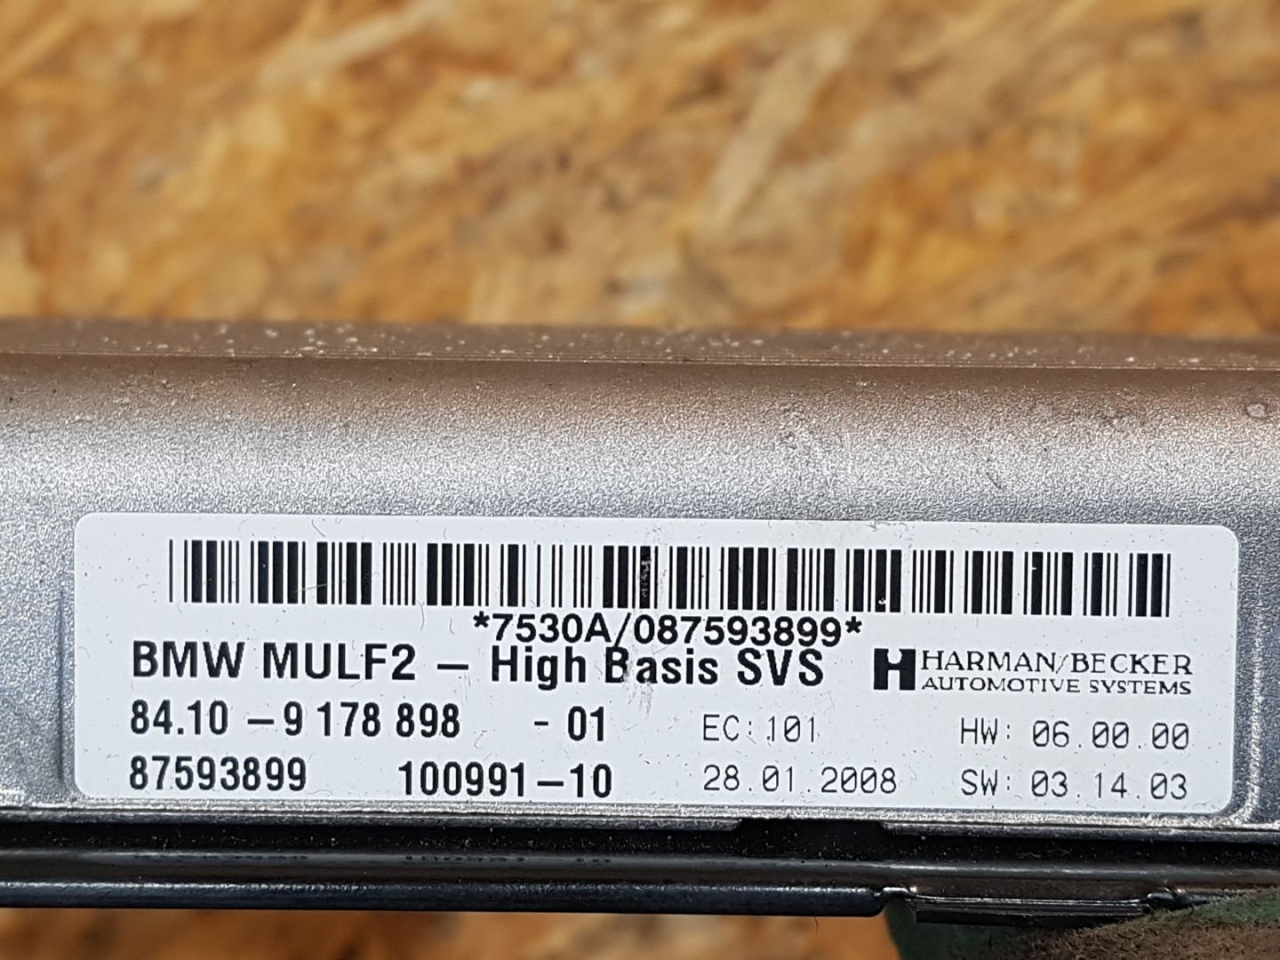 *7530A/087593899*
BMW MULF2 – High Basis SVS
HARMAN/BECKER
AUTOMOTIVE SYSTEMS
84.10 – 9 178 898 - 01 EC: 101 HW: 06.00.00
87593899 100991–10 28.01.2008 SW: 03.14.03